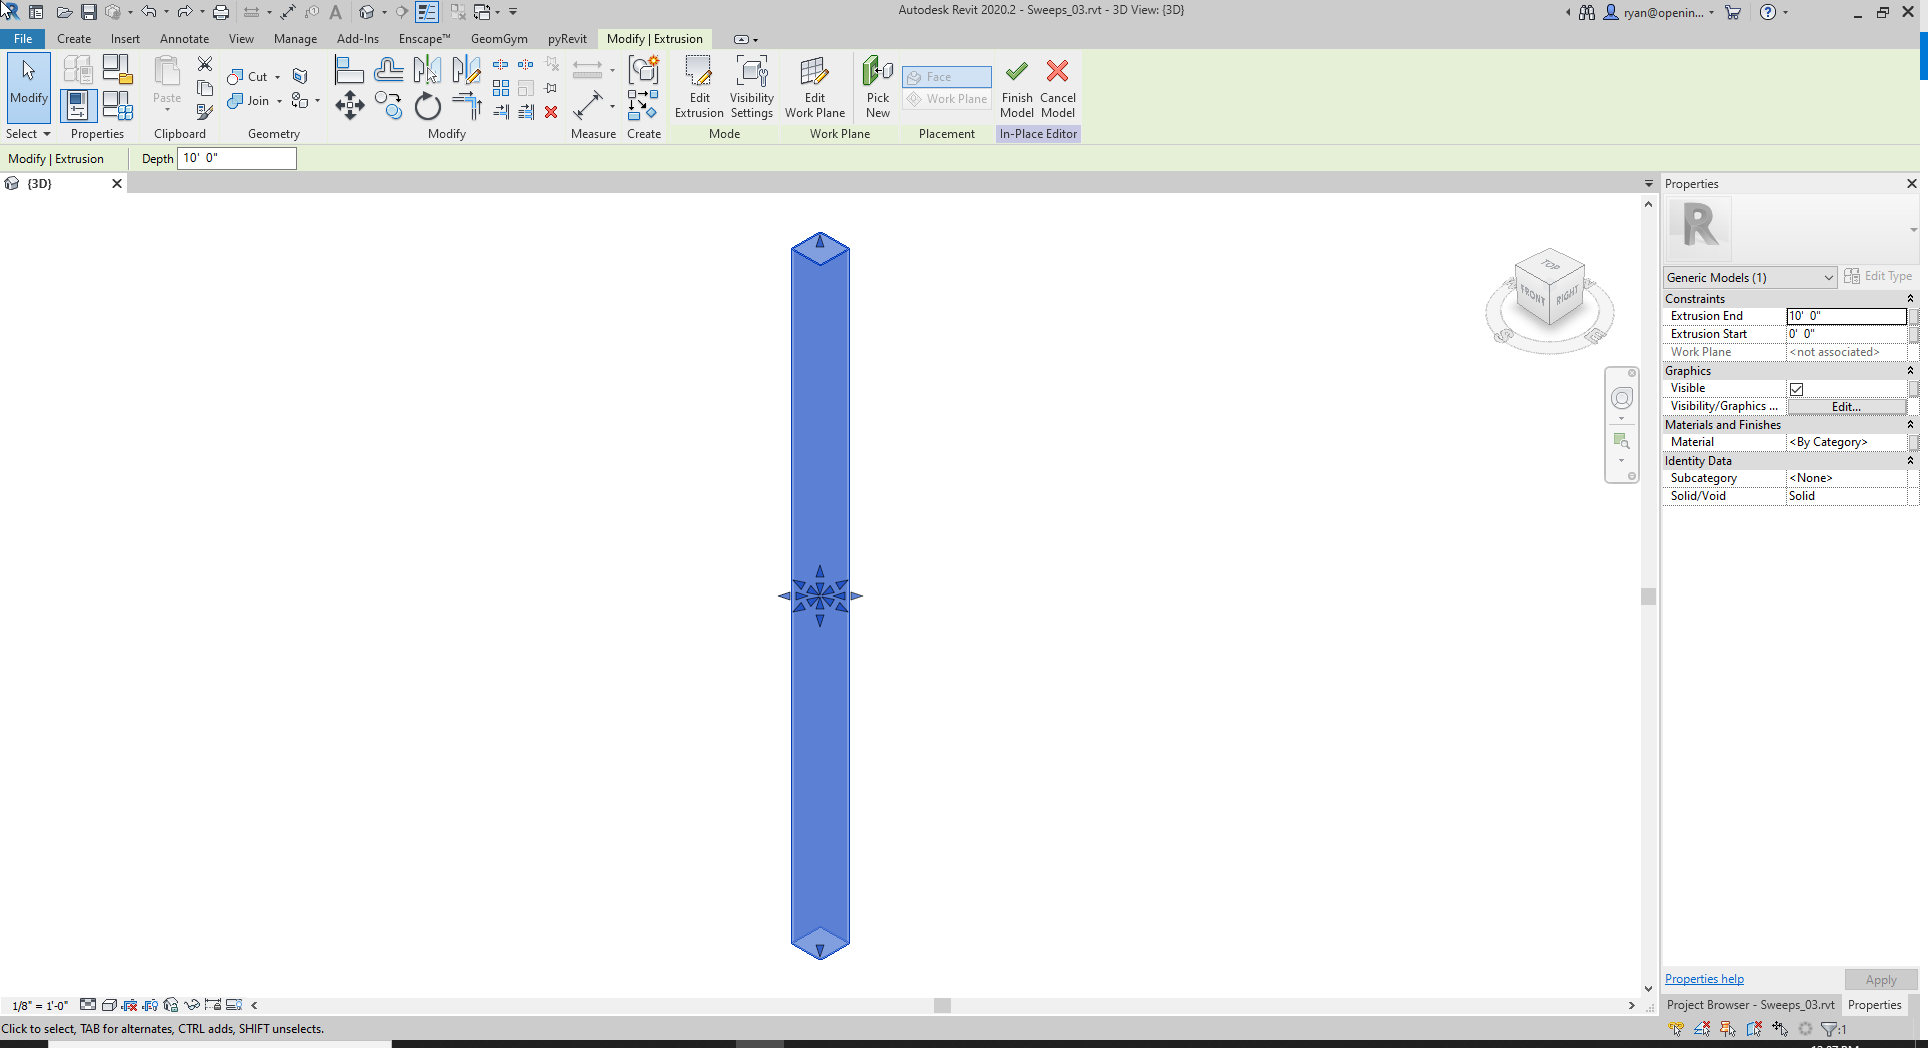 Autodesk Revit 2020.2 - Sweeps_03.rvt - 3D View: {3D}
ryan@openin...
File Create Insert Annotate View Manage Add-Ins Enscape™ GeomGym pyRevit Modify | Extrusion
Modify
Select
Properties
Paste
Clipboard
Cut
Join
Geometry
Modify
Measure
Create
Edit Extrusion
Visibility Settings
Mode
Edit Work Plane
Work Plane
Pick New
Face
Work Plane
Placement
Finish Model
Cancel Model
In-Place Editor
Modify | Extrusion Depth 10' 0"
{3D}
TOP
FRONT
RIGHT
S
E
Properties
R
Generic Models (1) Edit Type
Constraints
Extrusion End 10' 0"
Extrusion Start 0' 0"
Work Plane <not associated>
Graphics
Visible
Visibility/Graphics ... Edit...
Materials and Finishes
Material <By Category>
Identity Data
Subcategory <None>
Solid/Void Solid
Properties help Apply
Project Browser - Sweeps_03.rvt Properties
1/8" = 1'-0"
Click to select, TAB for alternates, CTRL adds, SHIFT unselects.
:1